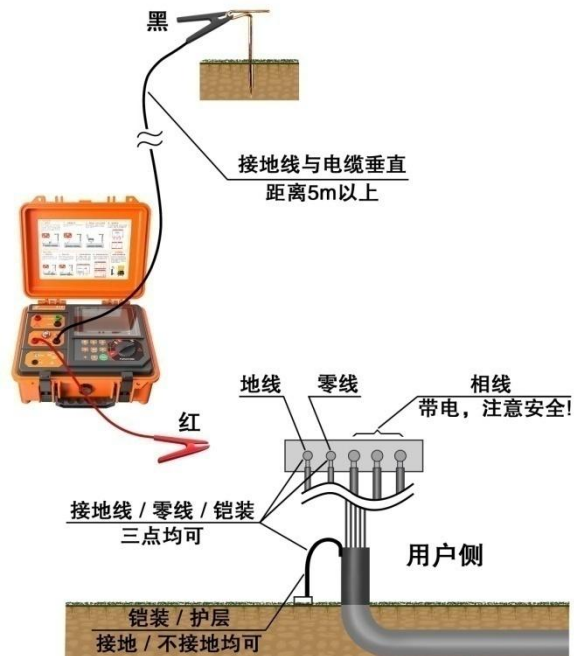 黑
接地线与电缆垂直
距离5m以上
红
地线
零线
相线
带电，注意安全!
接地线 / 零线 / 铠装
三点均可
用户侧
铠装 / 护层
接地 / 不接地均可